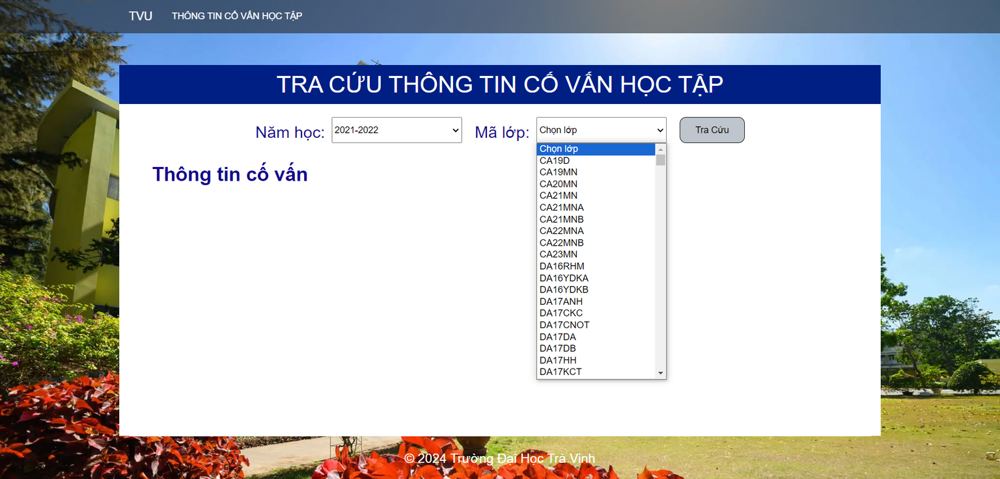 TVU THÔNG TIN CỐ VẤN HỌC TẬP
TRA CỨU THÔNG TIN CỐ VẤN HỌC TẬP
Năm học: 2021-2022 Mã lớp: Chọn lớp Tra Cứu
Chọn lớp
CA19D
CA19MN
CA20MN
CA21MN
CA21MNA
CA21MNB
CA22MNA
CA22MNB
CA23MN
DA16RHM
DA16YDKA
DA16YDKB
DA17ANH
DA17CKC
DA17CNOT
DA17DA
DA17DB
DA17HH
DA17KCT
Thông tin cố vấn
© 2024 Trường Đại Học Trà Vinh